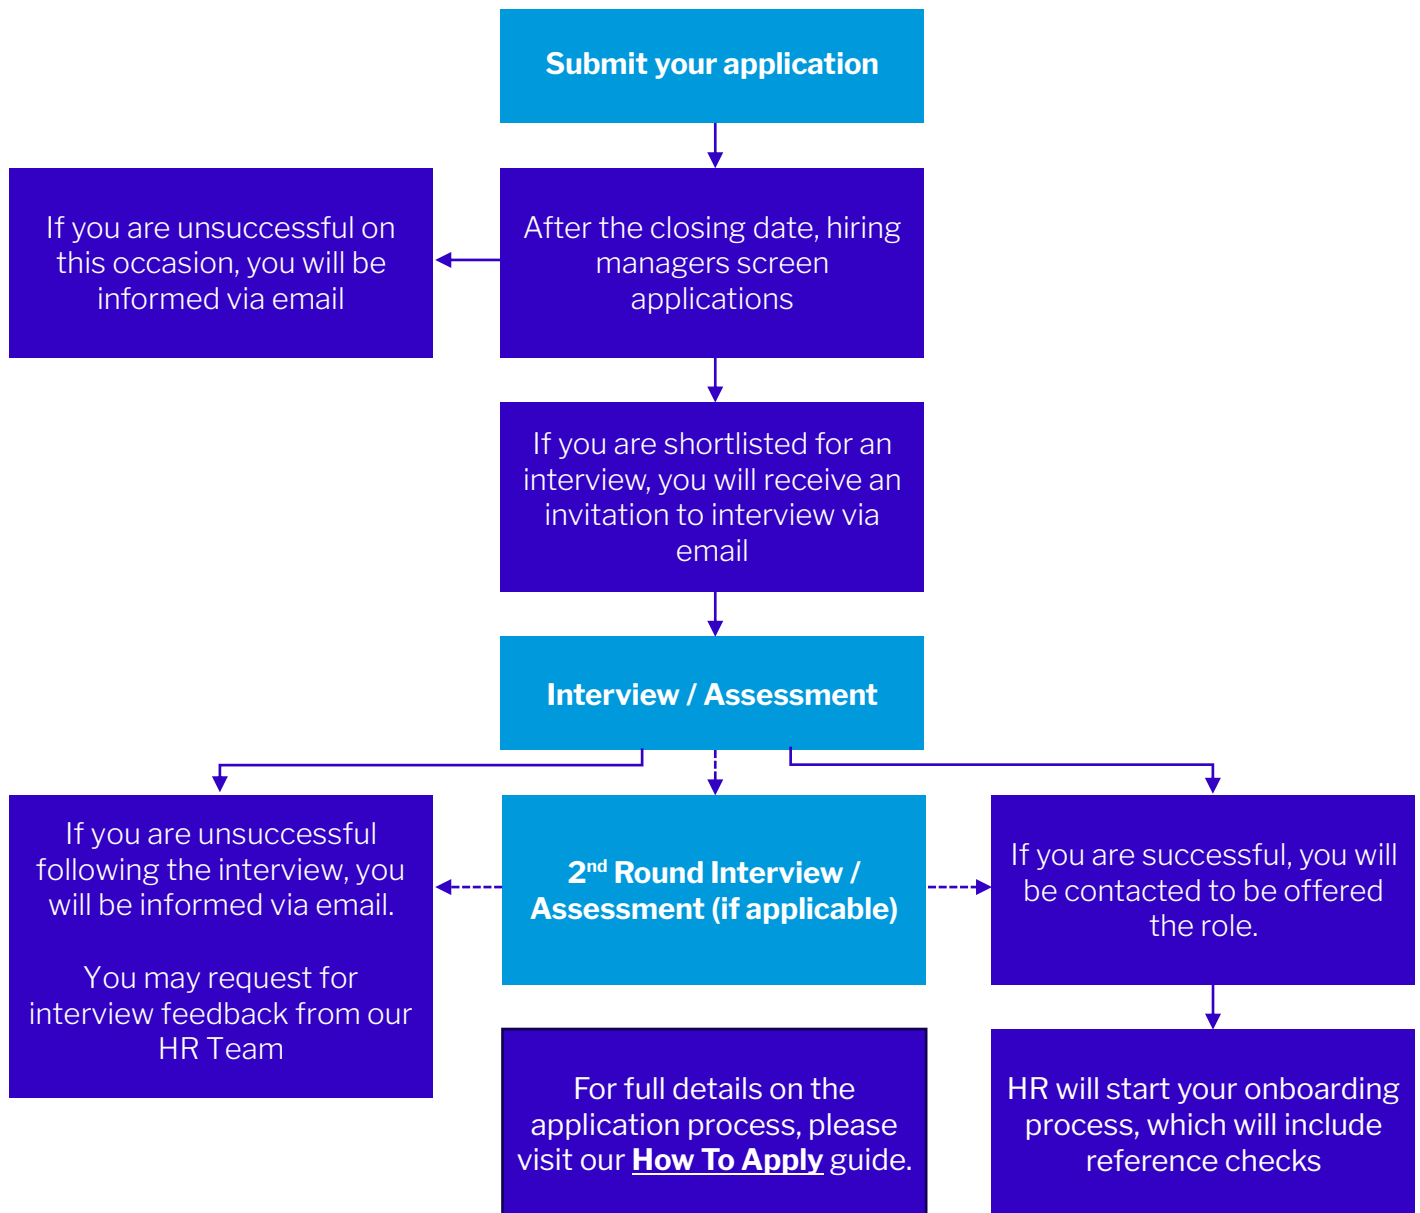 Submit your application
If you are unsuccessful on
this occasion, you will be
informed via email
After the closing date, hiring
managers screen
applications
If you are shortlisted for an
interview, you will receive an
invitation to interview via
email
Interview / Assessment
If you are unsuccessful
following the interview, you
will be informed via email.
You may request for
interview feedback from our
HR Team
2nd Round Interview /
Assessment (if applicable)
If you are successful, you will
be contacted to be offered
the role.
For full details on the
application process, please
visit our How To Apply guide.
HR will start your onboarding
process, which will include
reference checks